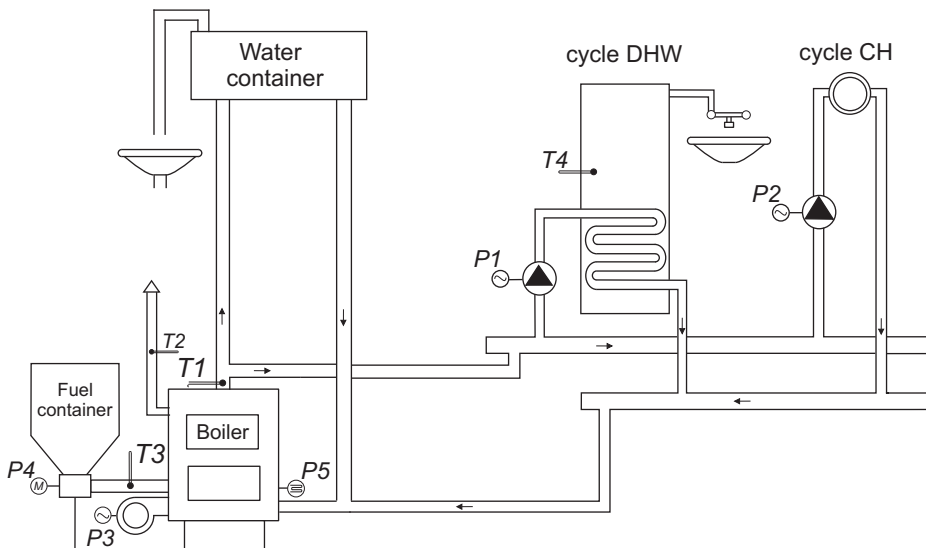 Water
container
cycle DHW
cycle CH
T4
P2
P1
T2
T1
Fuel
container
Boiler
T3
P4
M
P5
P3